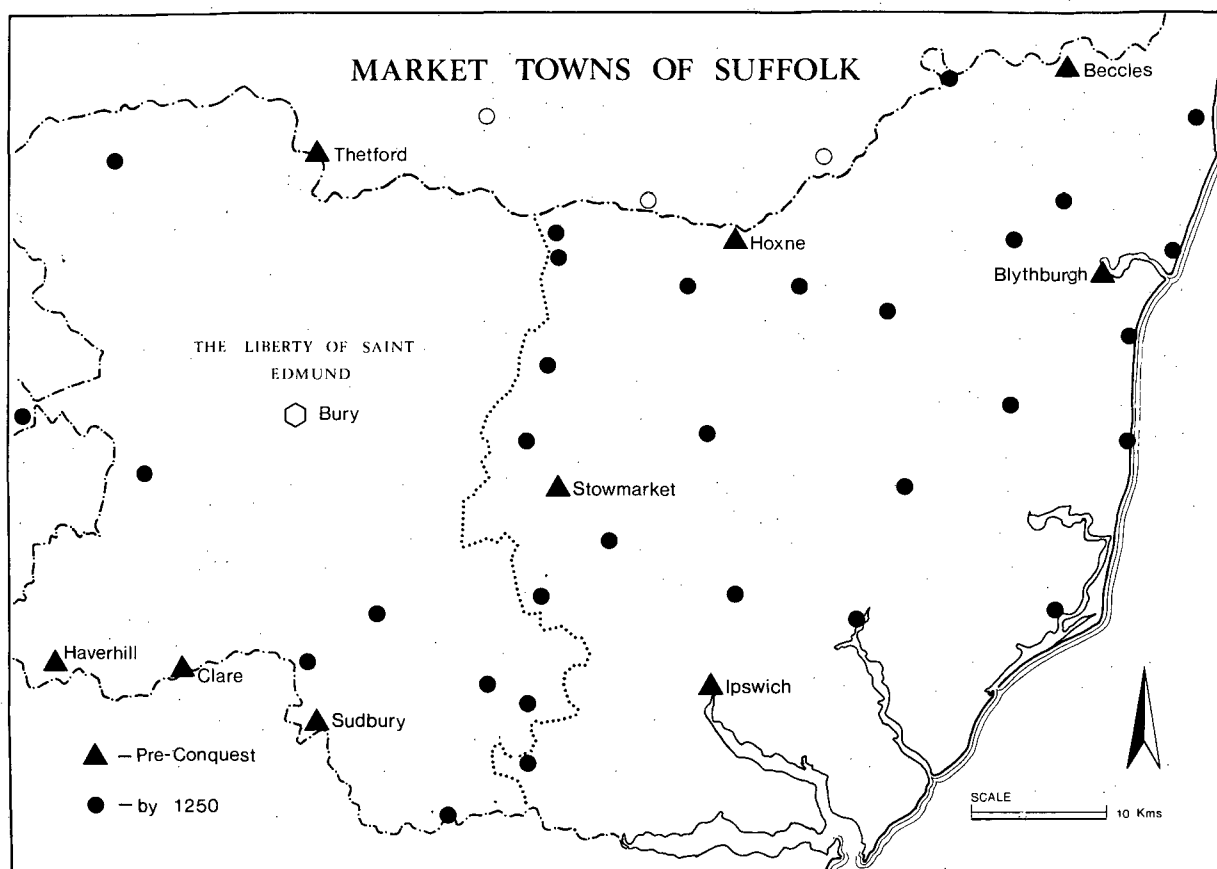 MARKET TOWNS OF SUFFOLK
Beccles
Thetford
Hoxne
Blythburgh
THE LIBERTY OF SAINT
EDMUND
Bury
Stowmarket
Haverhill
Clare
Ipswich
Sudbury
– Pre-Conquest
– by 1250
SCALE
10 Kms